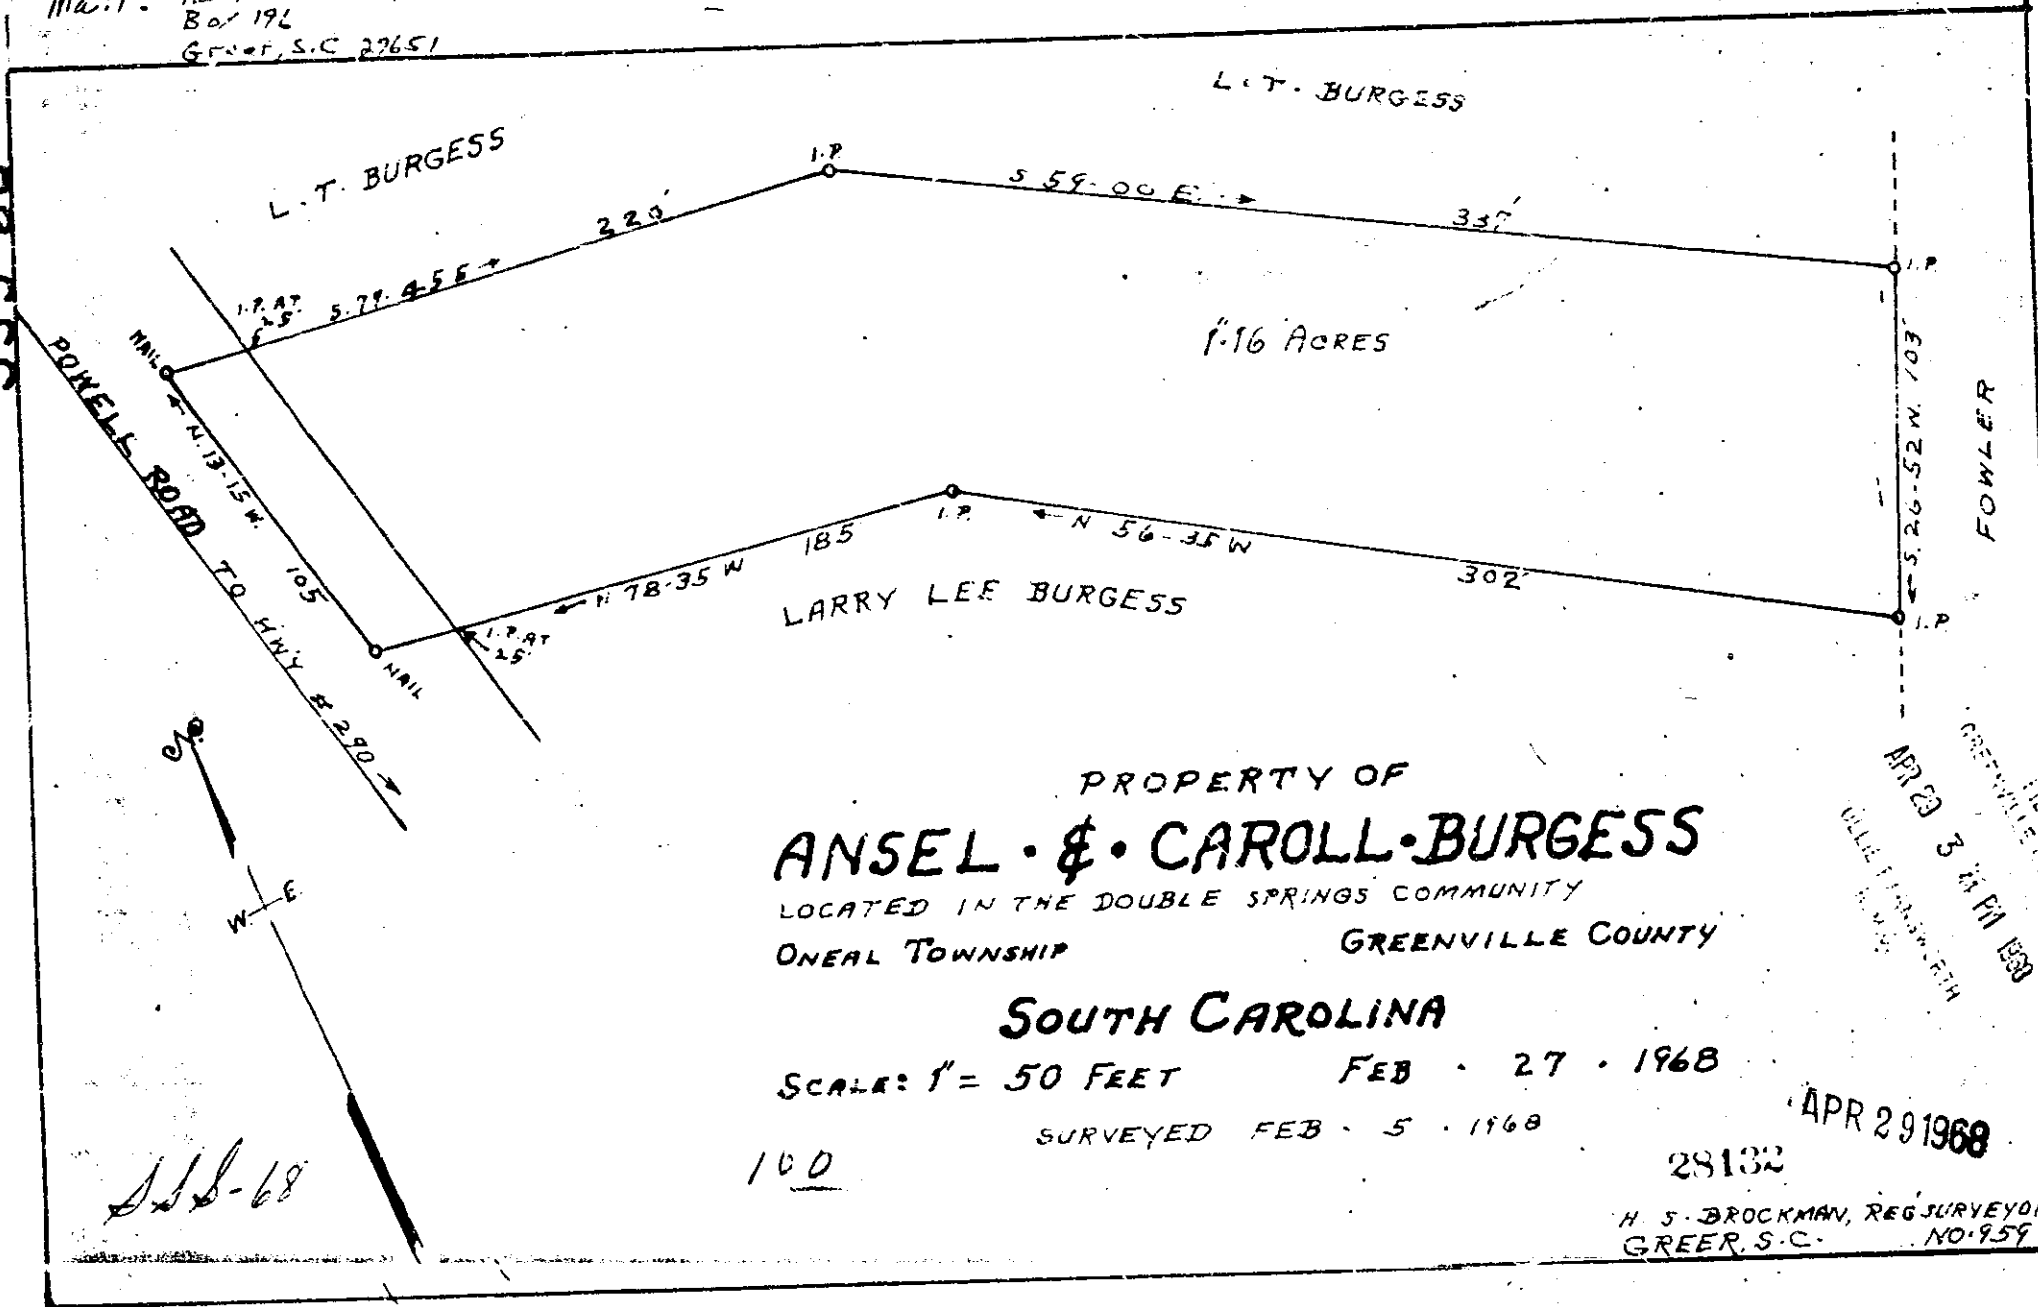 Box 196
Greer, S.C 29651
L. T. BURGESS
L. T. BURGESS
I.P.
S 59-00 E.
337'
220'
S. 79-45 E
I.P. AT
25'
NAIL
I.P.
1.16 ACRES
POWELL ROAD TO HWY # 290
N. 13-15 W.
105'
S. 26-52 W. 103'
FOWLER
I.P.
N 56-35 W
302'
185
N 78-35 W
I.P. AT
25'
NAIL
LARRY LEE BURGESS
I.P.
W E
PROPERTY OF
ANSEL · & · CAROLL · BURGESS
LOCATED IN THE DOUBLE SPRINGS COMMUNITY
ONEAL TOWNSHIP GREENVILLE COUNTY
SOUTH CAROLINA
SCALE: 1" = 50 FEET FEB · 27 · 1968
SURVEYED FEB · 5 · 1968
APR 29 1968
28132
100
SSS-68
H. S. BROCKMAN, REG SURVEYOR
GREER, S.C. NO. 959
GREENVILLE
APR 29 3 PM